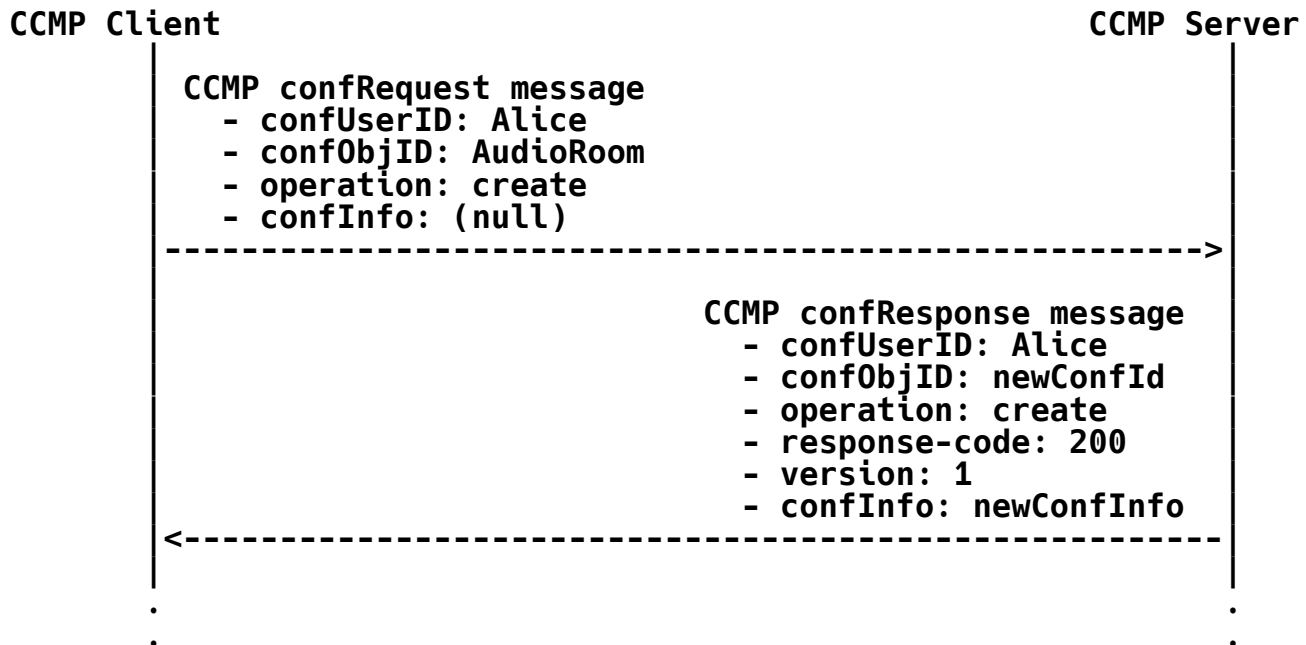 CCMP Client CCMP Server
CCMP confRequest message
- confUserID: Alice
- confObjID: AudioRoom
- operation: create
- confInfo: (null)
CCMP confResponse message
- confUserID: Alice
- confObjID: newConfId
- operation: create
- response-code: 200
- version: 1
- confInfo: newConfInfo